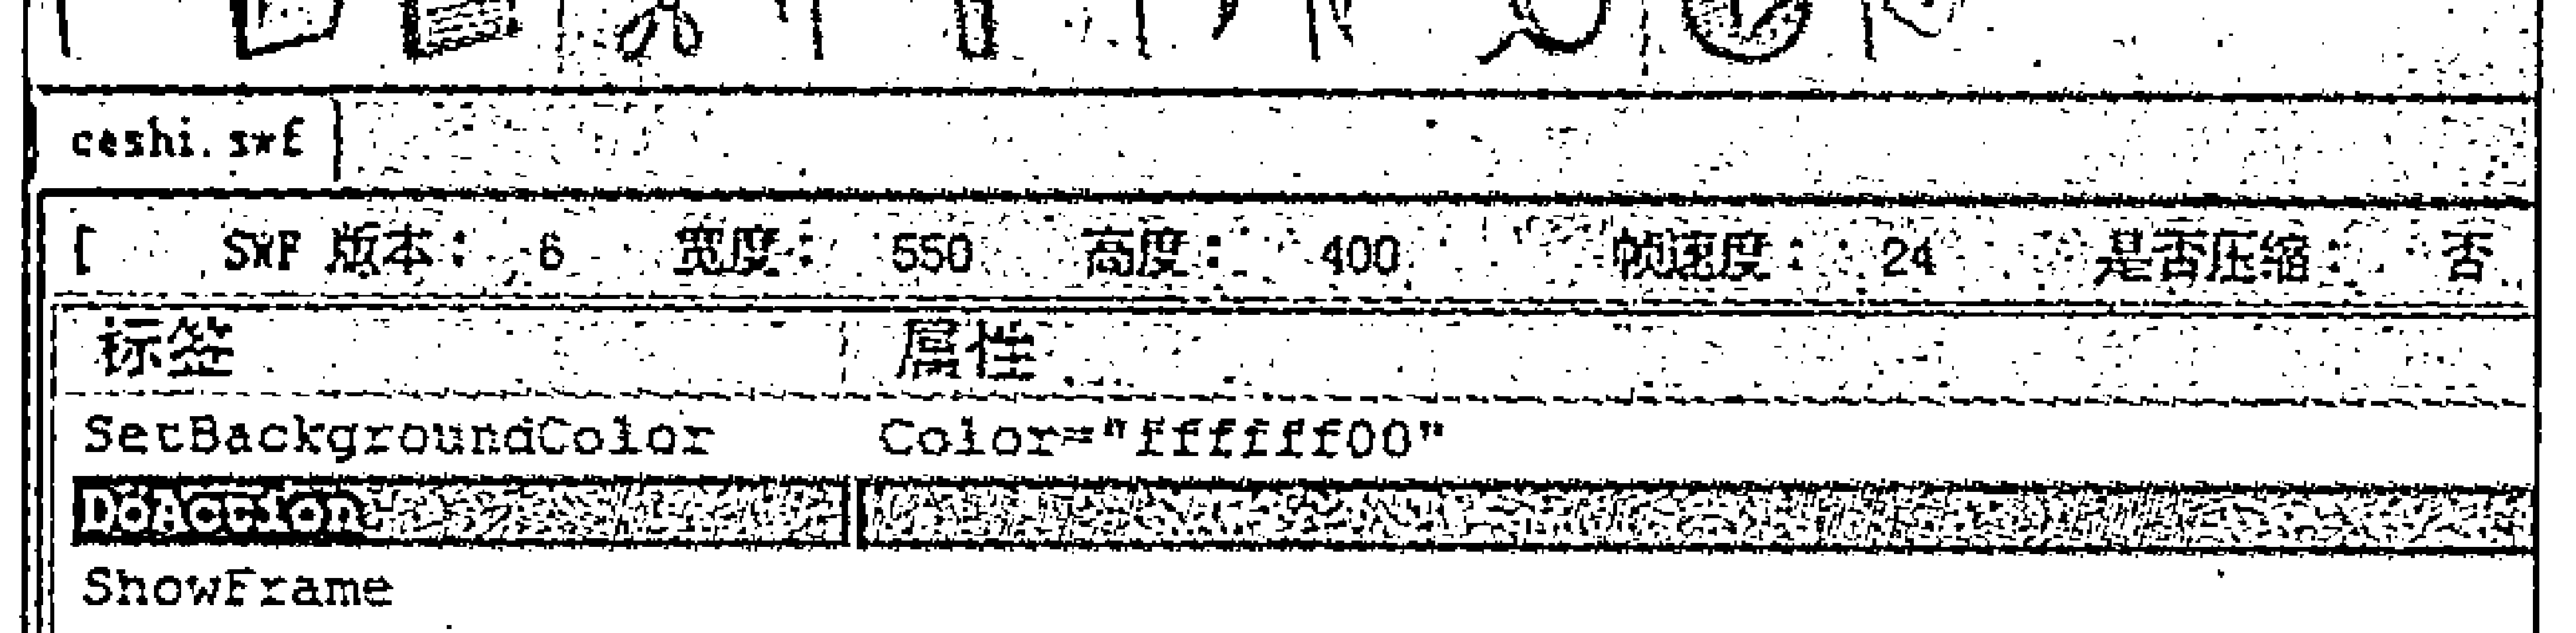 ceshi.swf
SWF 版本： 6 宽度： 550 高度： 400 帧速度： 24 是否压缩： 否
标签 属性
SetBackgroundColor Color="ffffff00"
DoAction
ShowFrame